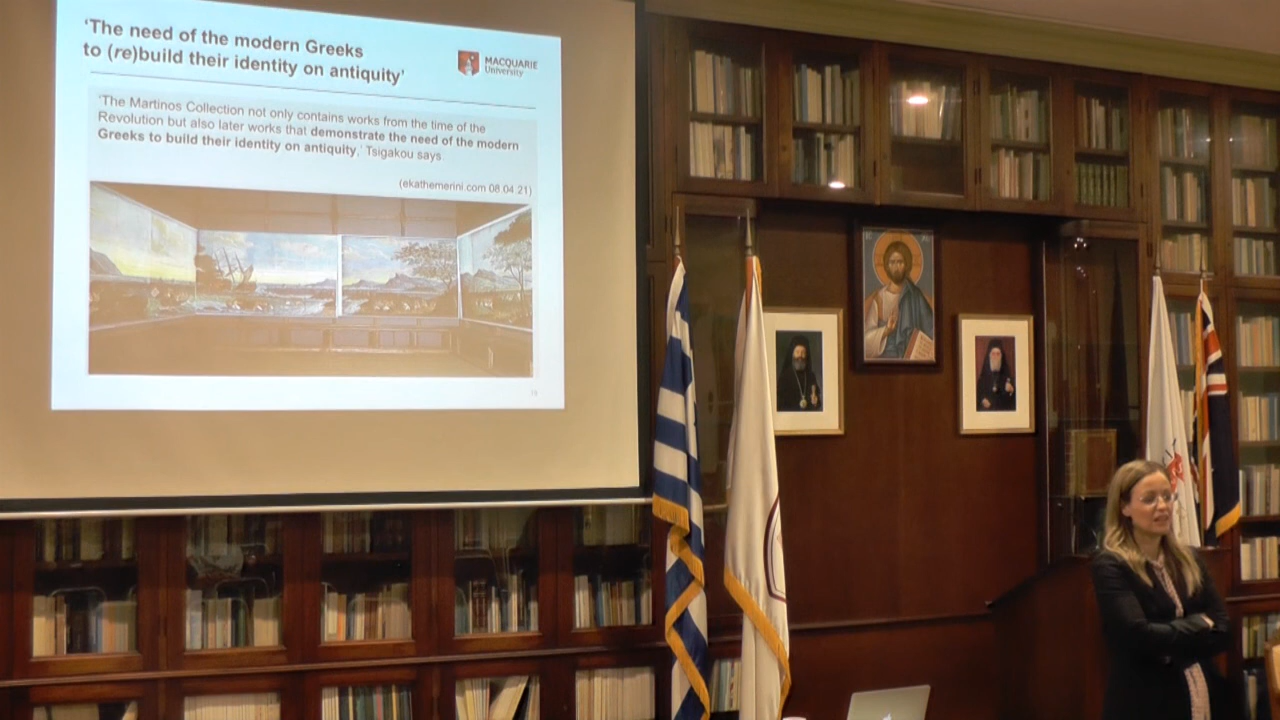 ‘The need of the modern Greeks
to (re)build their identity on antiquity’
MACQUARIE
University
‘The Martinos Collection not only contains works from the time of the
Revolution but also later works that demonstrate the need of the modern
Greeks to build their identity on antiquity,’ Tsigakou says.
(ekathemerini.com 08.04.21)